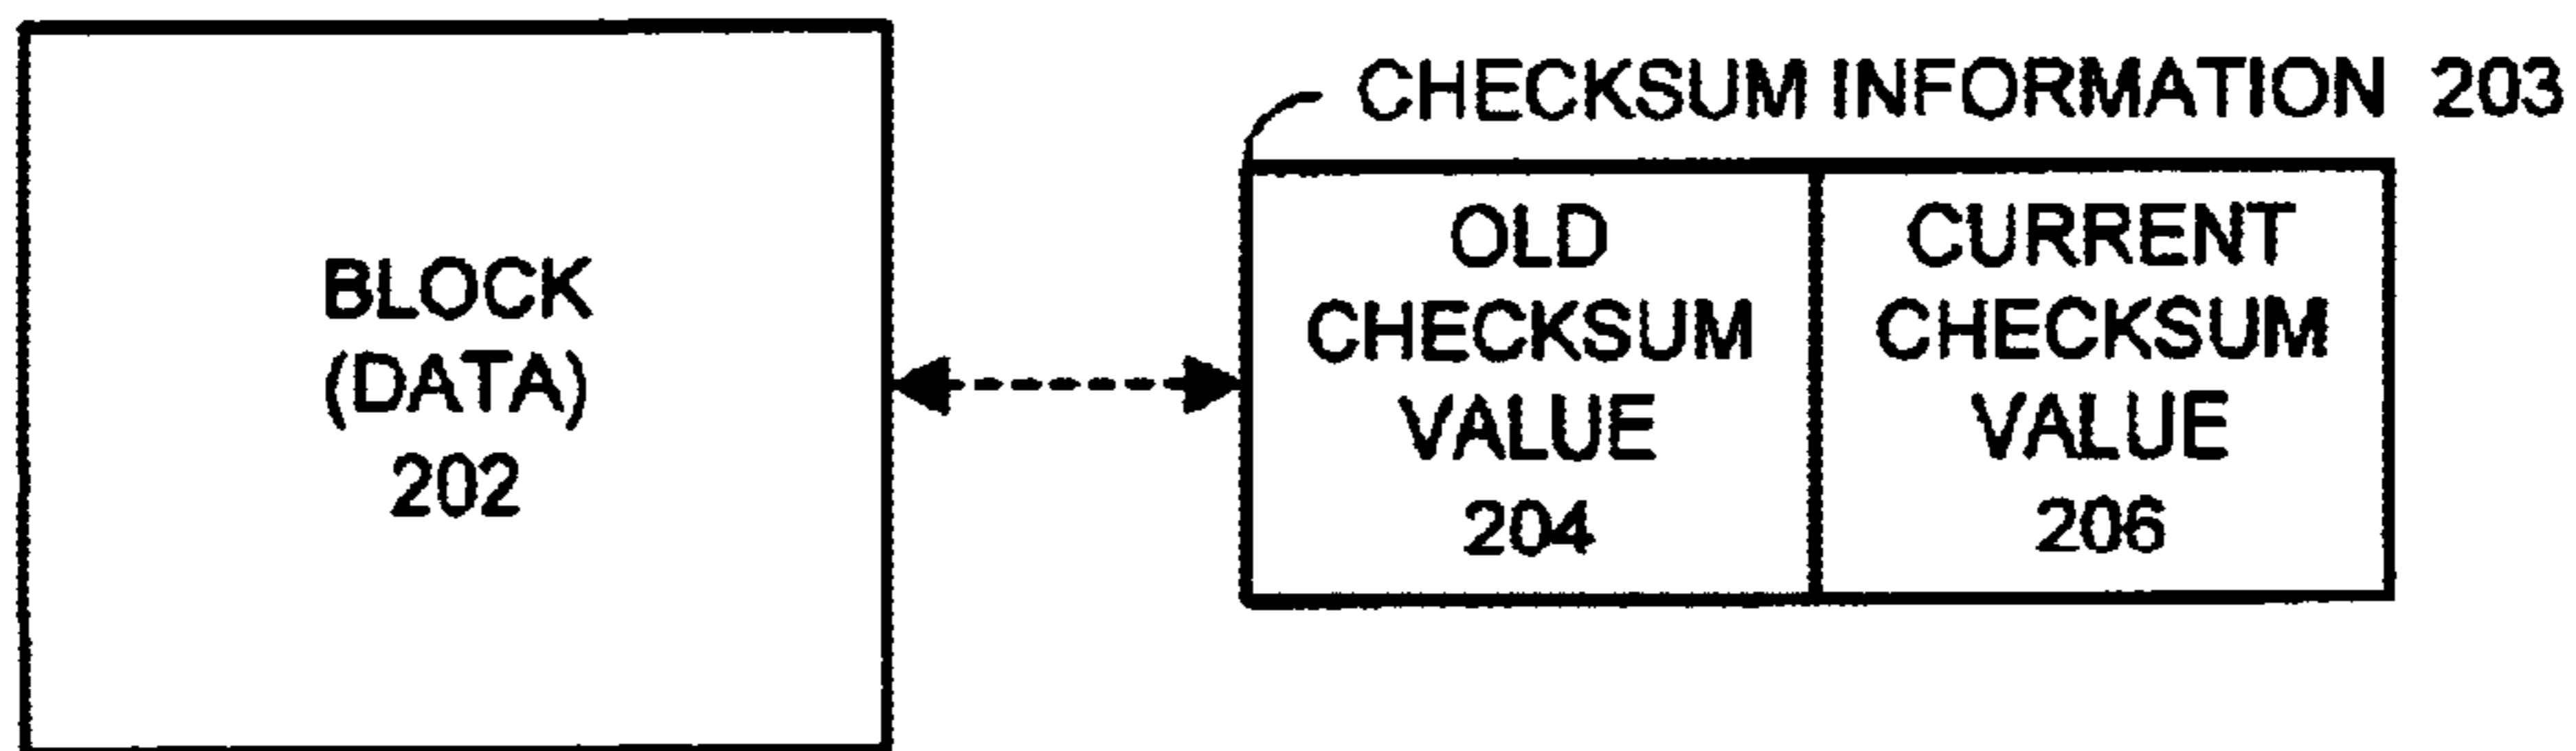 BLOCK
(DATA)
202
CHECKSUM INFORMATION 203
OLD
CHECKSUM
VALUE
204
CURRENT
CHECKSUM
VALUE
206